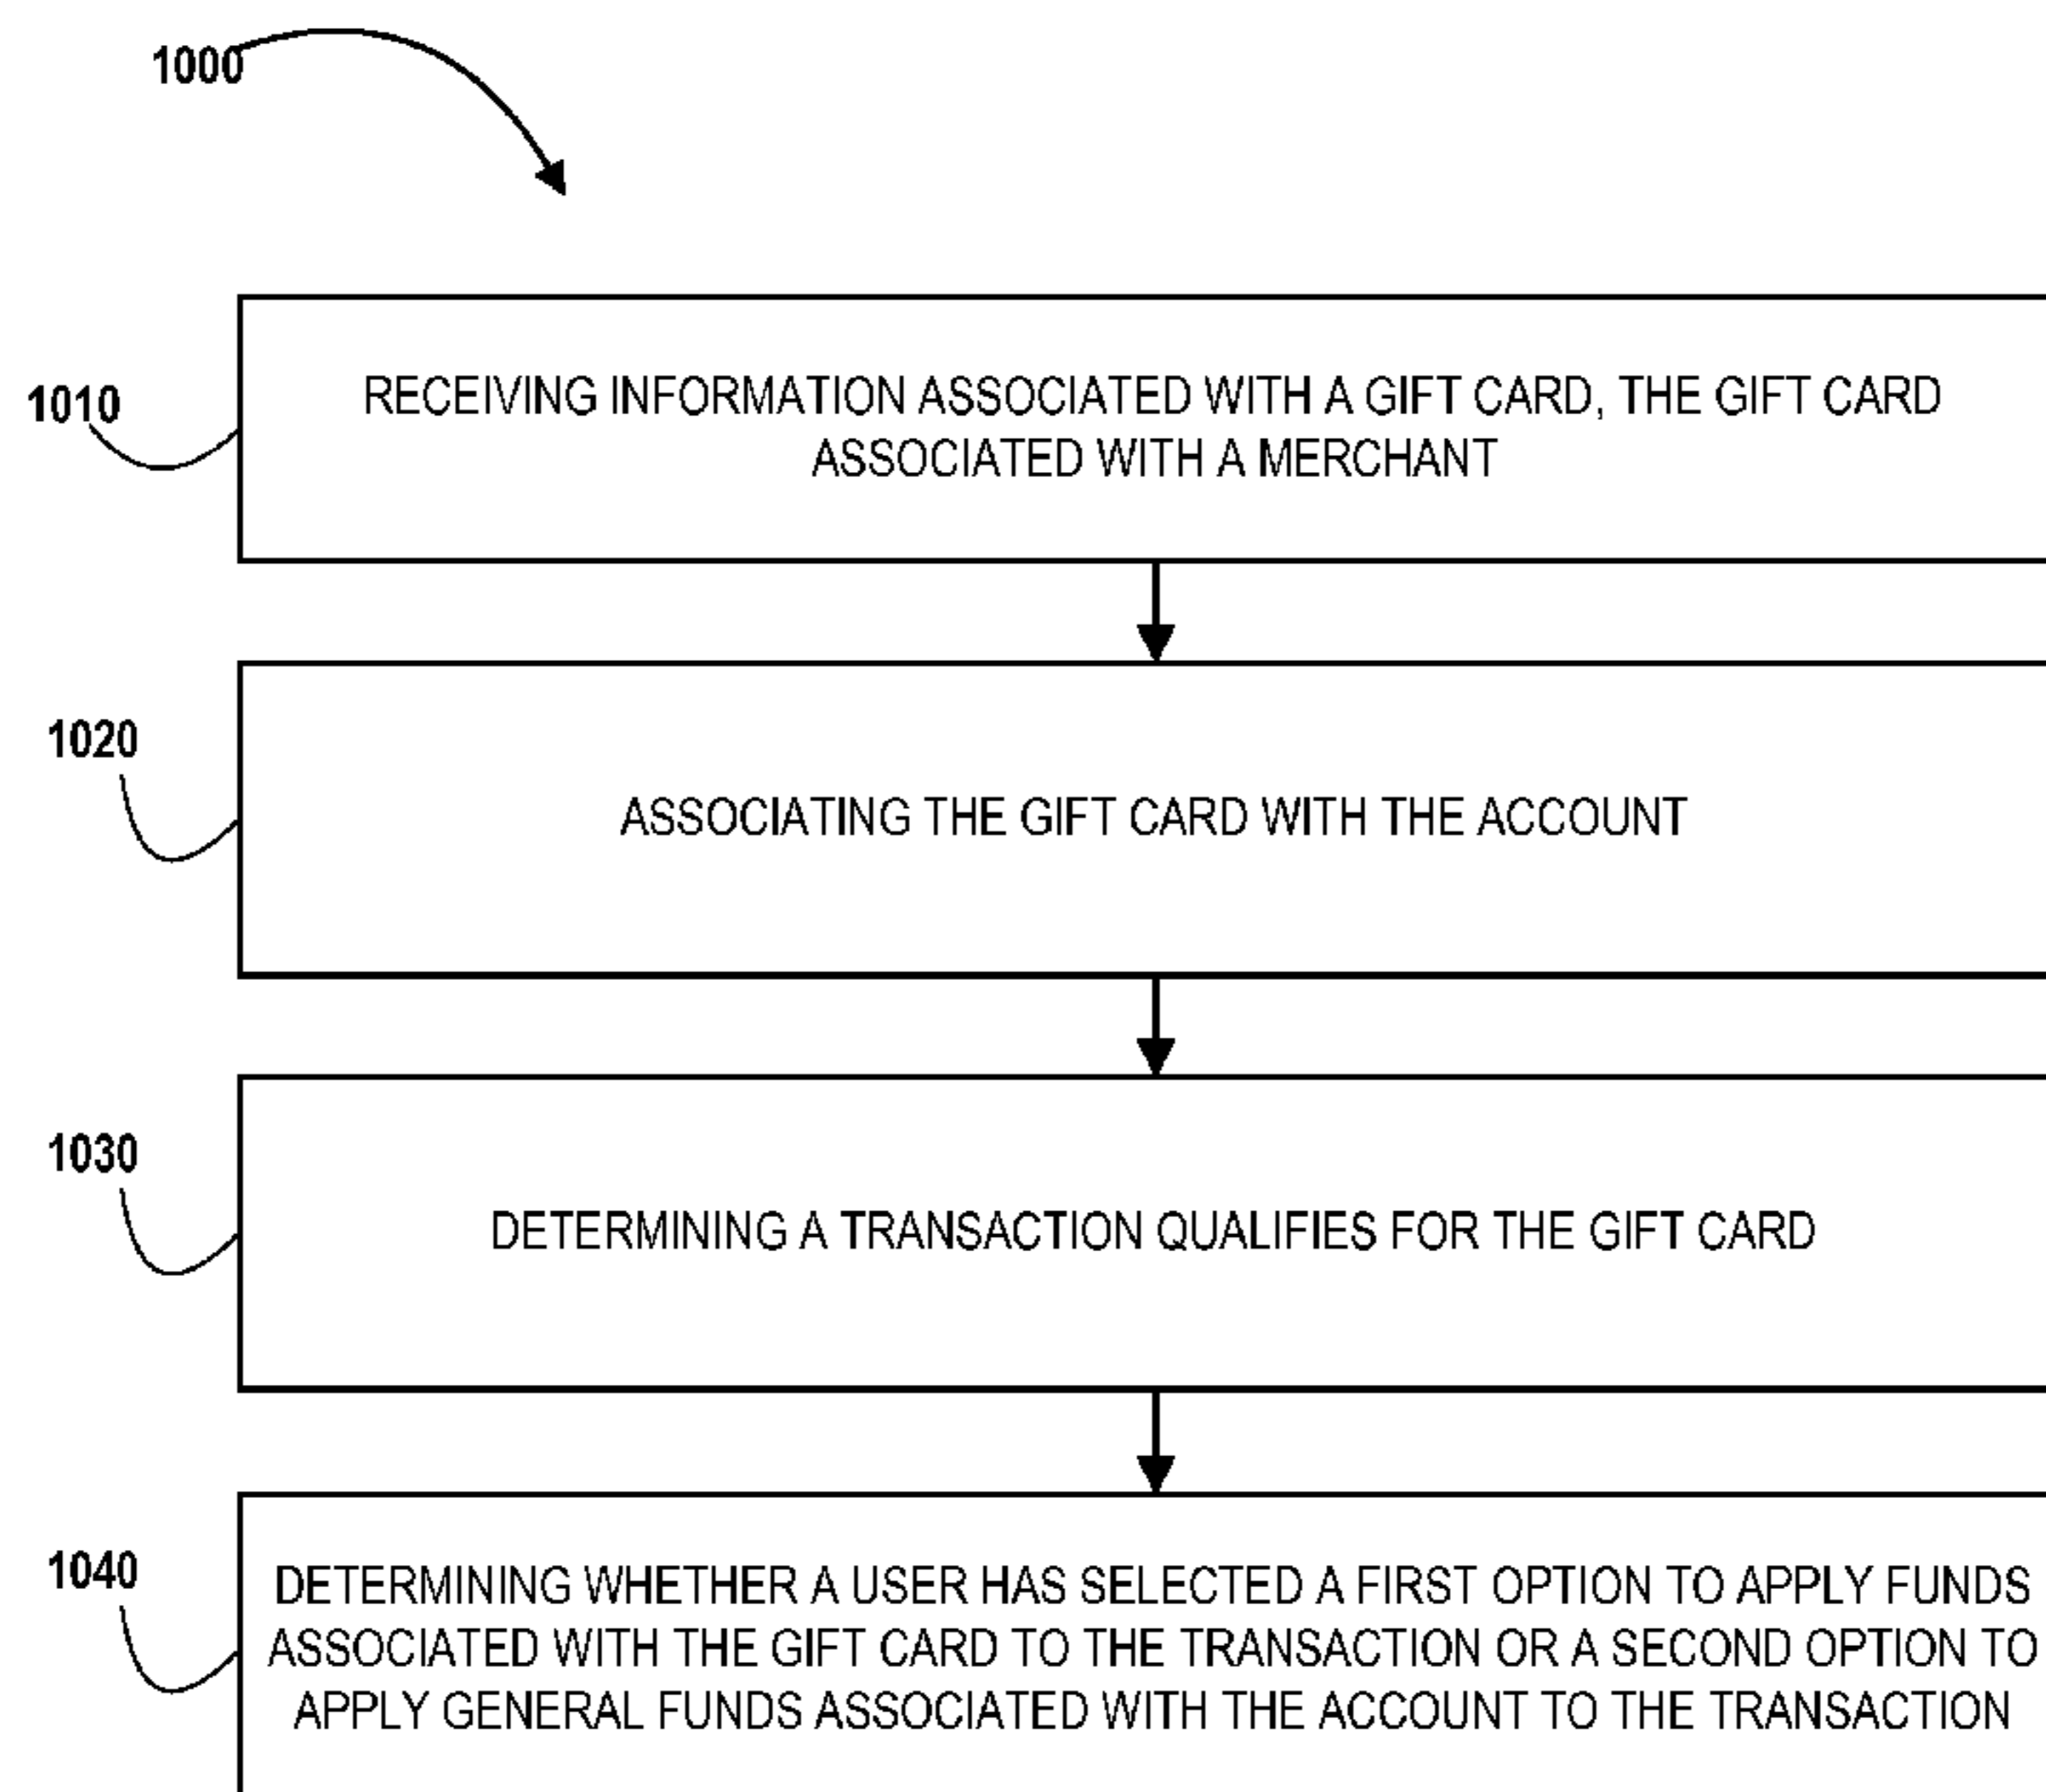 1000
1010
RECEIVING INFORMATION ASSOCIATED WITH A GIFT CARD, THE GIFT CARD
ASSOCIATED WITH A MERCHANT
1020
ASSOCIATING THE GIFT CARD WITH THE ACCOUNT
1030
DETERMINING A TRANSACTION QUALIFIES FOR THE GIFT CARD
1040
DETERMINING WHETHER A USER HAS SELECTED A FIRST OPTION TO APPLY FUNDS
ASSOCIATED WITH THE GIFT CARD TO THE TRANSACTION OR A SECOND OPTION TO
APPLY GENERAL FUNDS ASSOCIATED WITH THE ACCOUNT TO THE TRANSACTION